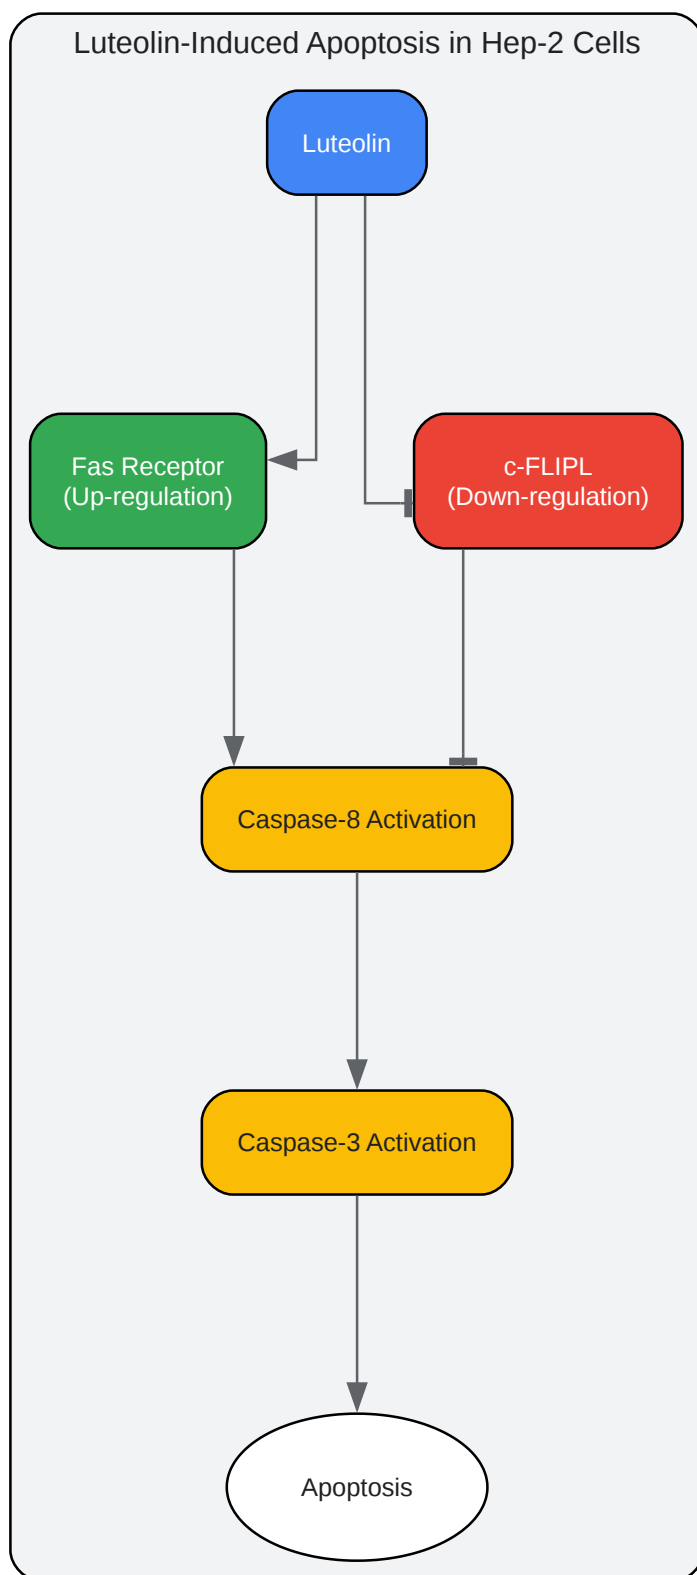 Luteolin-Induced Apoptosis in Hep-2 Cells
Luteolin
Fas Receptor
(Up-regulation)
c-FLIPL
(Down-regulation)
Caspase-8 Activation
Caspase-3 Activation
Apoptosis